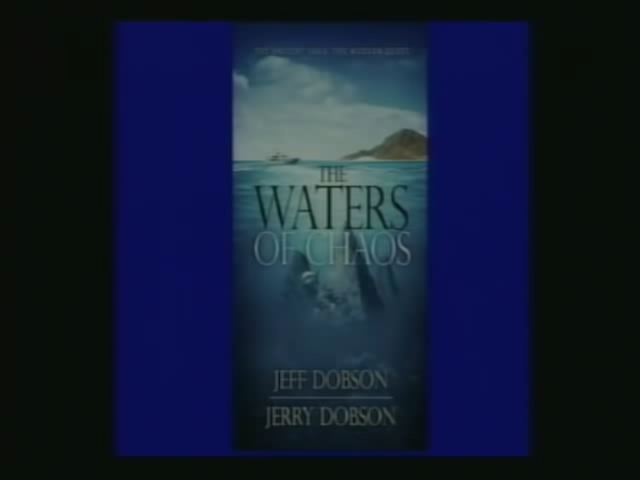 THE
WATERS
OF CHAOS
JEFF DOBSON
JERRY DOBSON